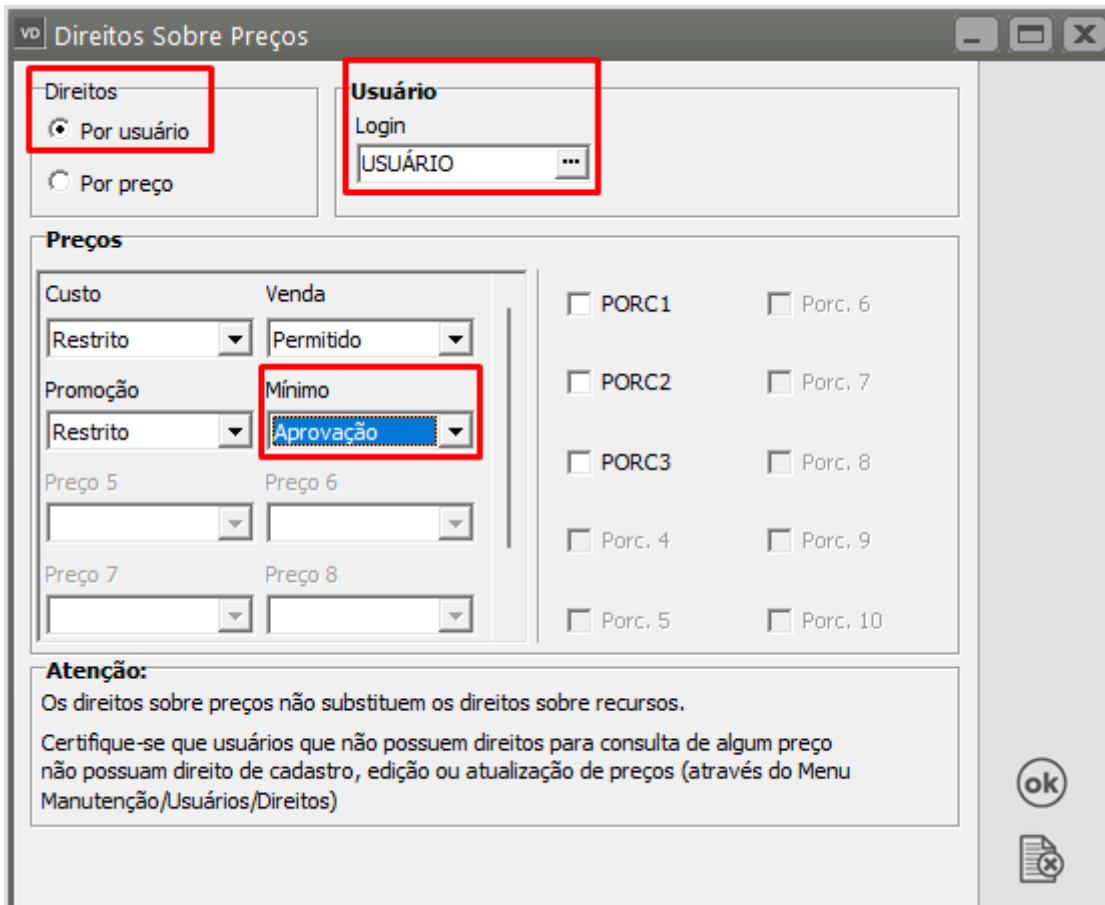 VD Direitos Sobre Preços
Direitos
Por usuário
Por preço
Usuário
Login
USUÁRIO ...
Preços
Custo Venda
Restrito Permitido
Promoção Mínimo
Restrito Aprovação
Preço 5 Preço 6
Preço 7 Preço 8
PORC1 Porc. 6
PORC2 Porc. 7
PORC3 Porc. 8
Porc. 4 Porc. 9
Porc. 5 Porc. 10
Atenção:
Os direitos sobre preços não substituem os direitos sobre recursos.
Certifique-se que usuários que não possuem direitos para consulta de algum preço
não possuam direito de cadastro, edição ou atualização de preços (através do Menu
Manutenção/Usuários/Direitos)
ok